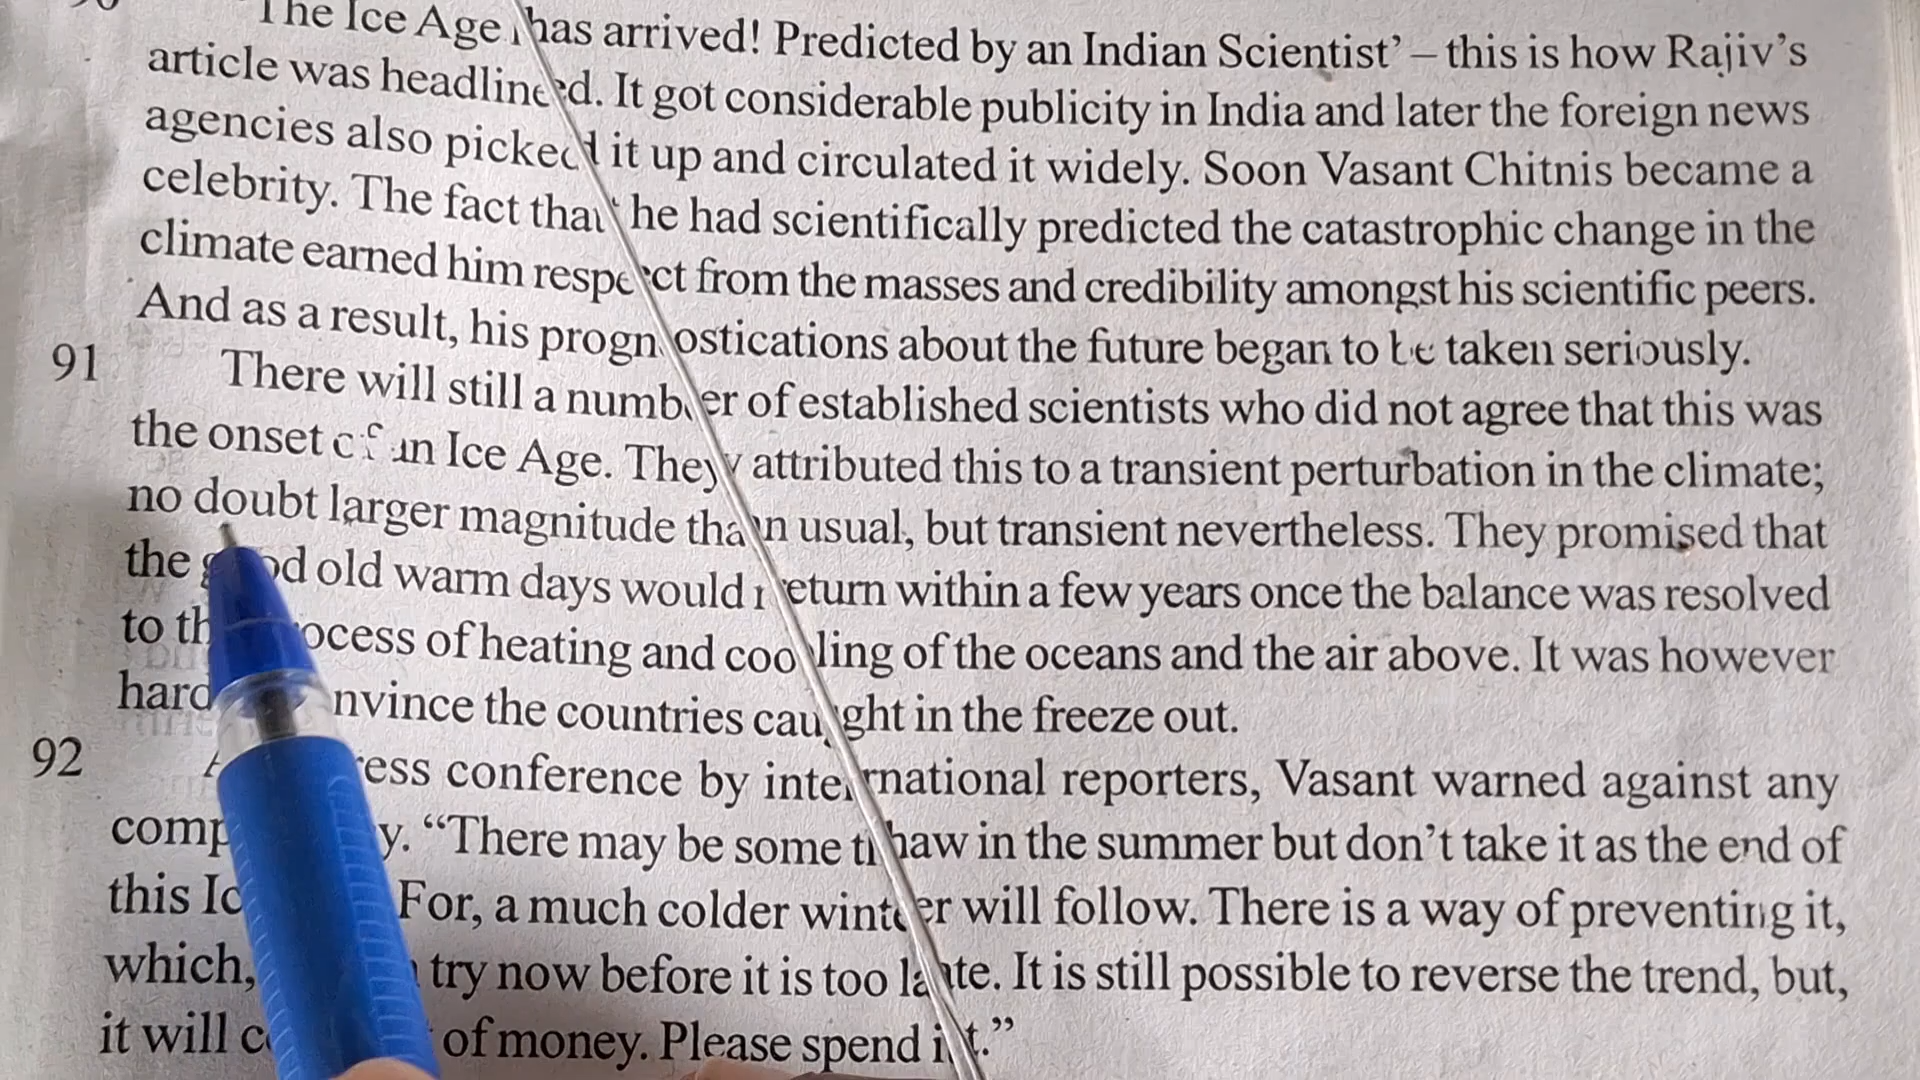 'The Ice Age has arrived! Predicted by an Indian Scientist' – this is how Rajiv's
article was headlined. It got considerable publicity in India and later the foreign news
agencies also picked it up and circulated it widely. Soon Vasant Chitnis became a
celebrity. The fact that he had scientifically predicted the catastrophic change in the
climate earned him respect from the masses and credibility amongst his scientific peers.
And as a result, his prognostications about the future began to be taken seriously.
91 There will still a number of established scientists who did not agree that this was
the onset of an Ice Age. They attributed this to a transient perturbation in the climate;
no doubt larger magnitude than usual, but transient nevertheless. They promised that
the good old warm days would return within a few years once the balance was resolved
to ocess of heating and cooling of the oceans and the air above. It was however
hard nvince the countries caught in the freeze out.
92 ess conference by international reporters, Vasant warned against any
comp y. “There may be some thaw in the summer but don't take it as the end of
this Ic For, a much colder winter will follow. There is a way of preventing it,
which, try now before it is too late. It is still possible to reverse the trend, but,
it will of money. Please spend it.”